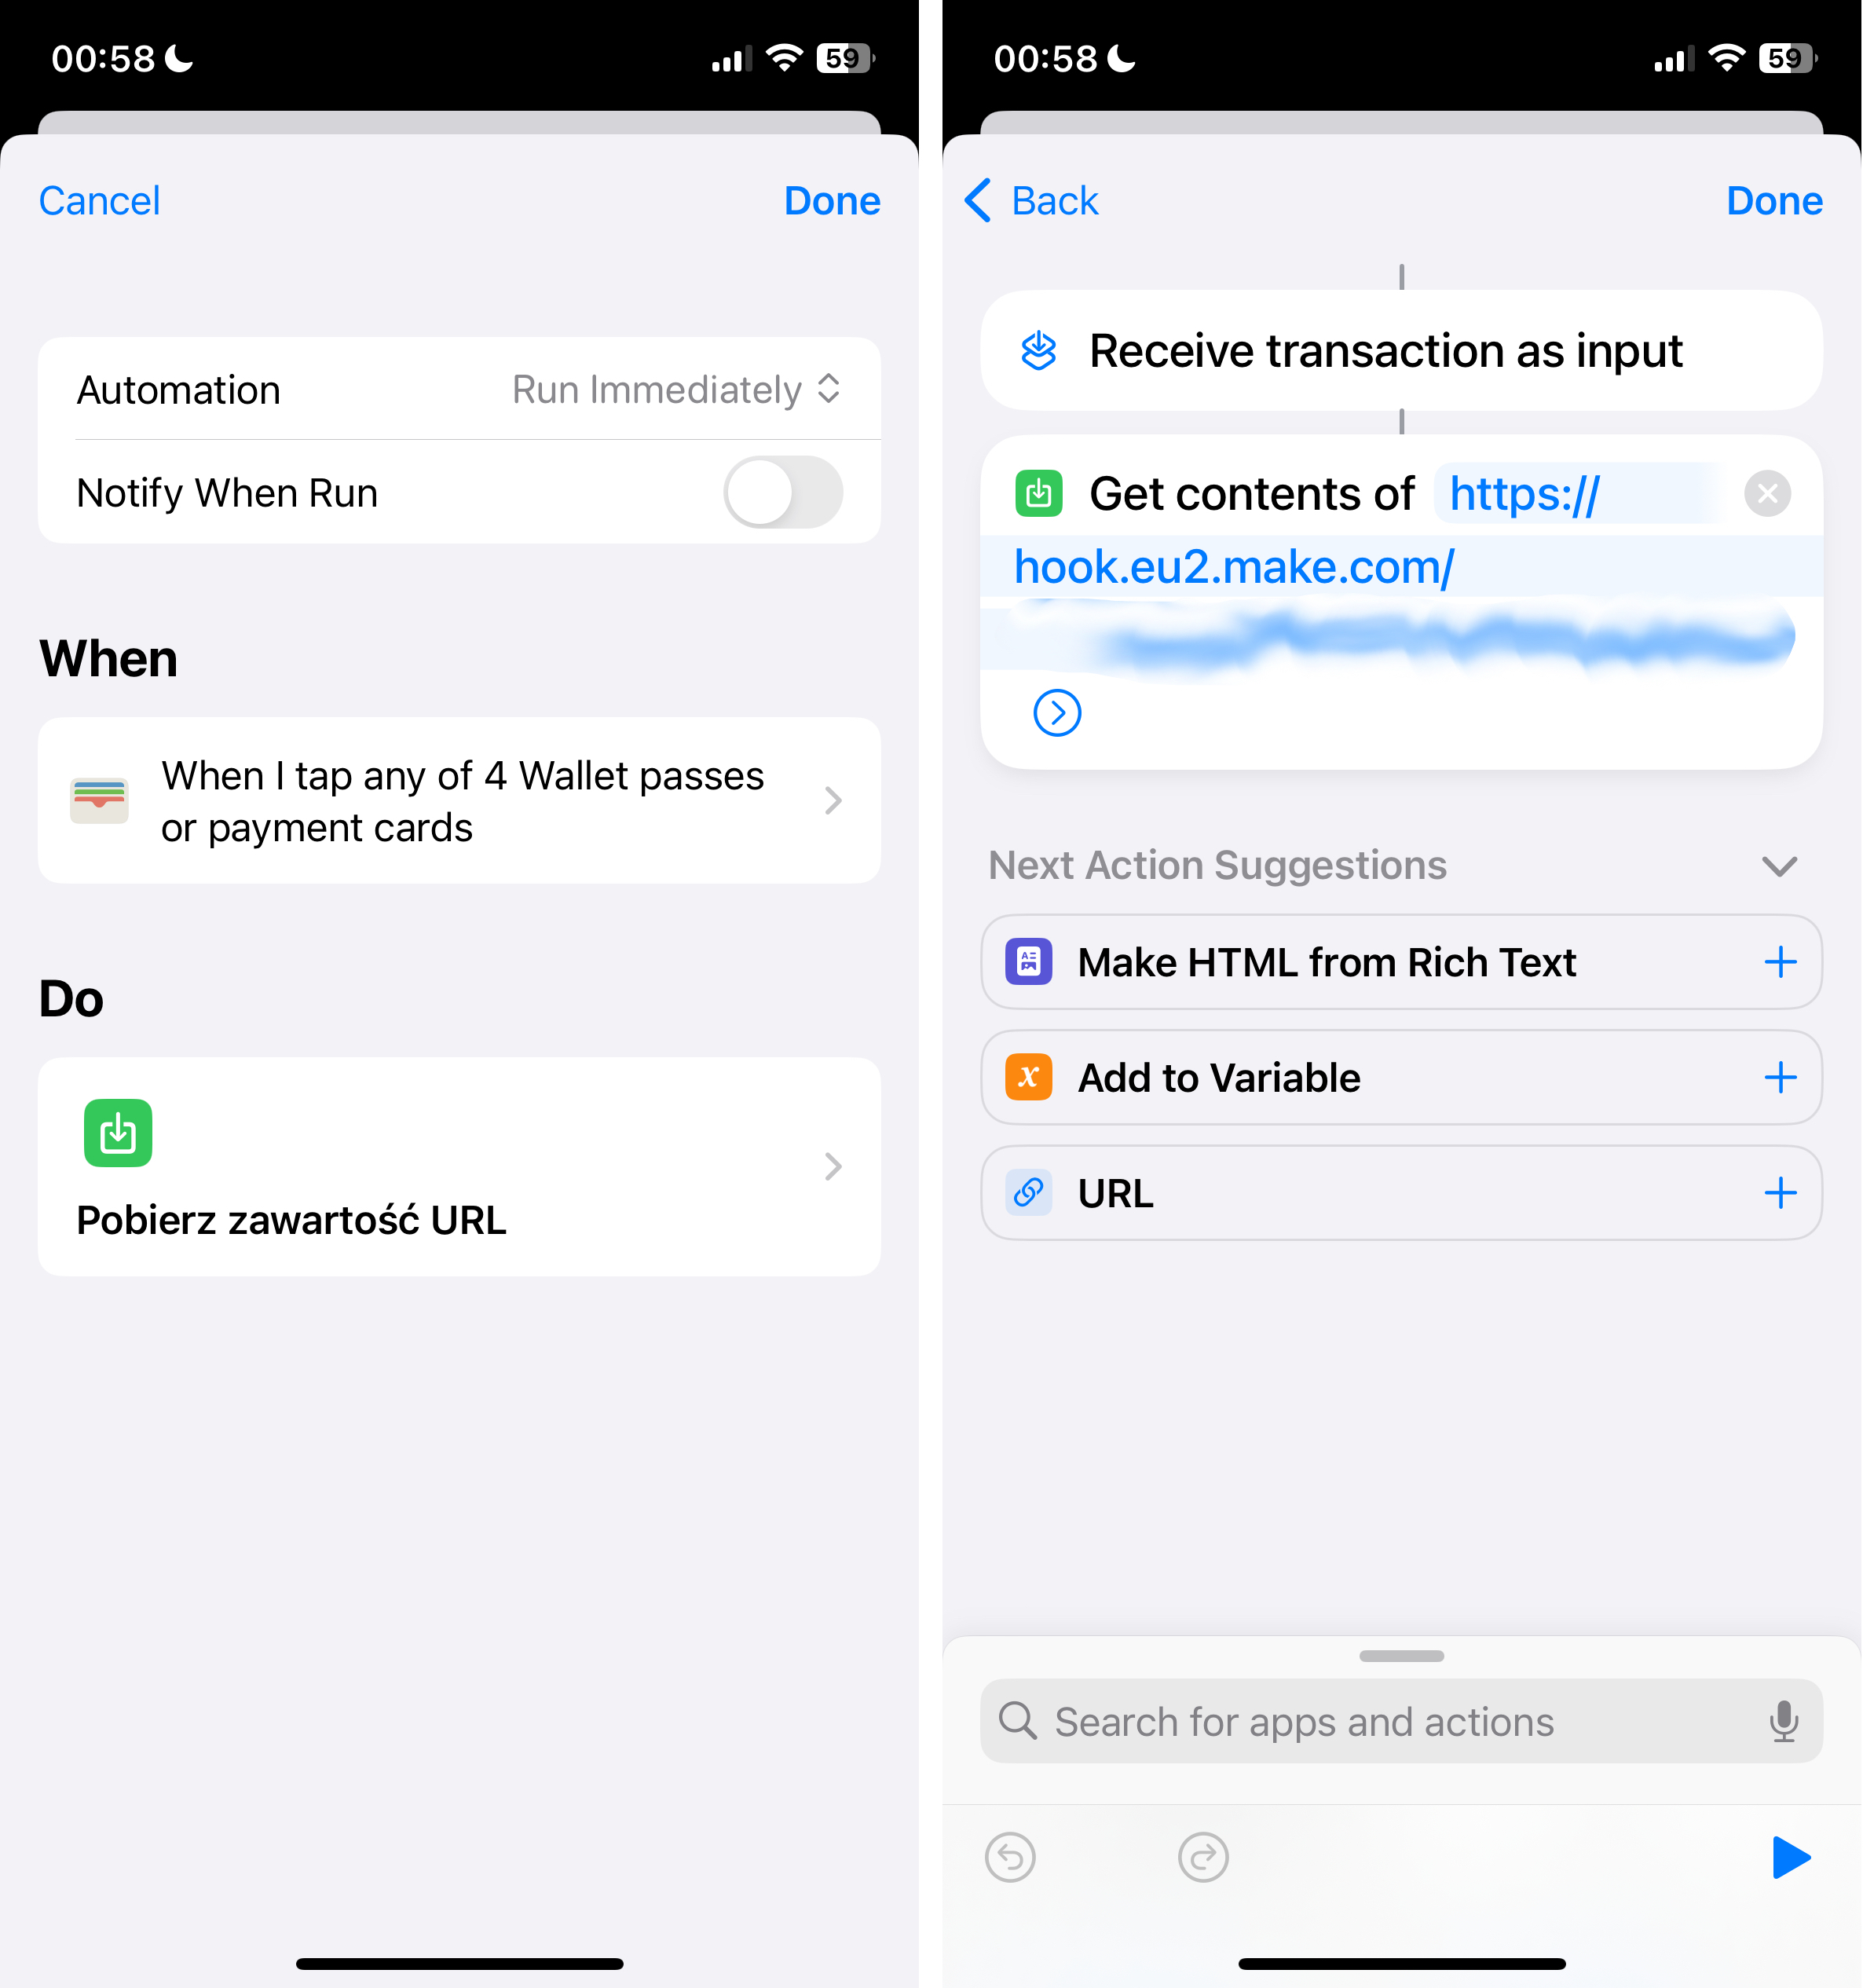 00:58
59
Cancel
Done
Automation
Run Immediately
Notify When Run
When
When I tap any of 4 Wallet passes
or payment cards
Do
Pobierz zawartość URL
00:58
59
Back
Done
Receive transaction as input
Get contents of https://
hook.eu2.make.com/
Next Action Suggestions
Make HTML from Rich Text
Add to Variable
URL
Search for apps and actions